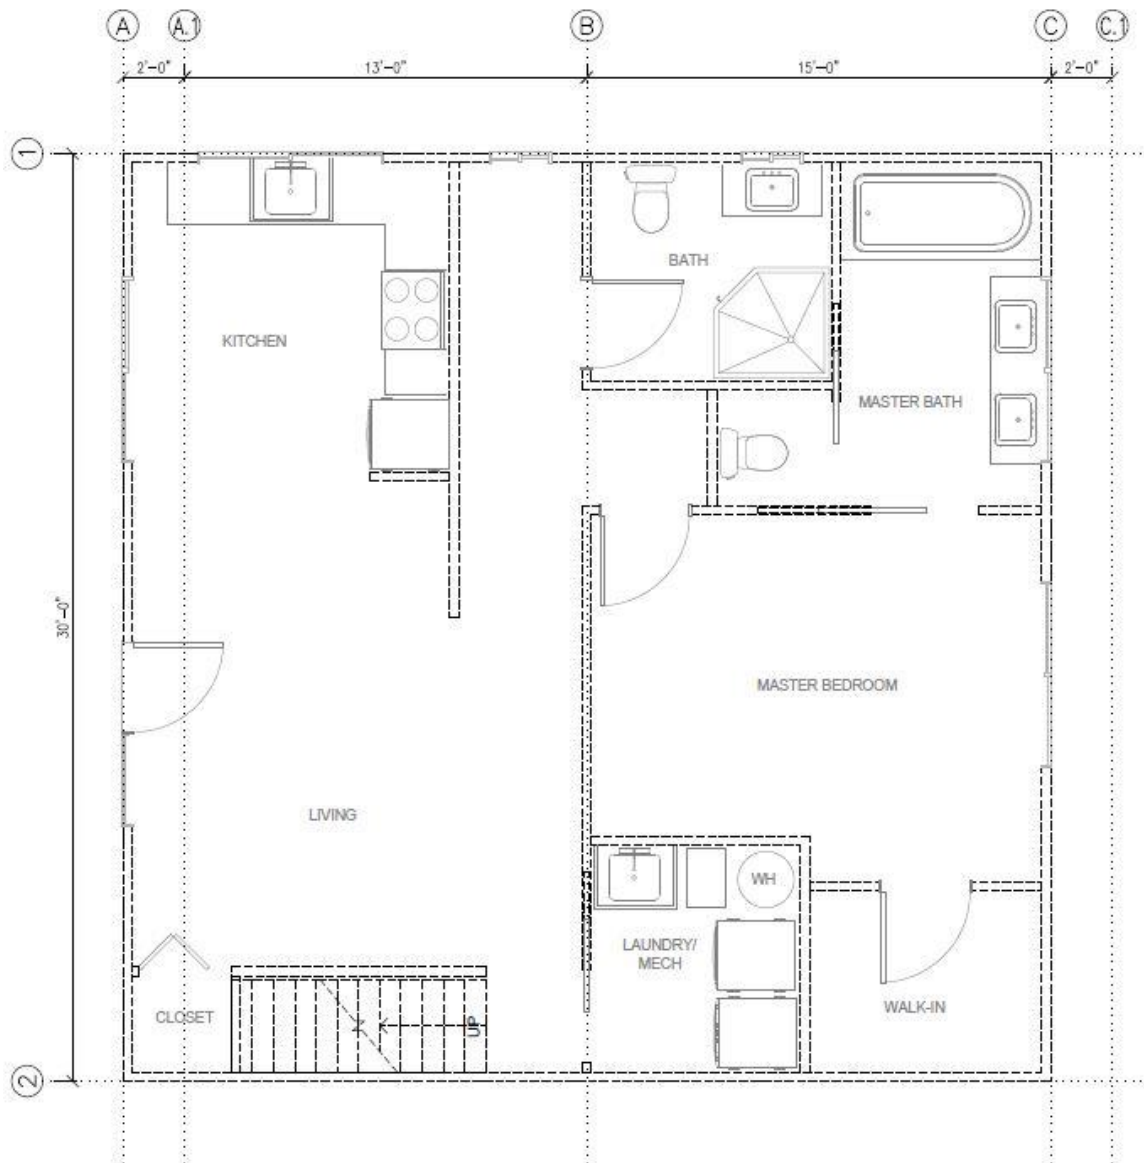 A A.1 B C C.1
2'-0" 13'-0" 15'-0" 2'-0"
1
BATH
KITCHEN
MASTER BATH
30'-0"
MASTER BEDROOM
LIVING
WH
LAUNDRY/
MECH
WALK-IN
CLOSET
UP
2